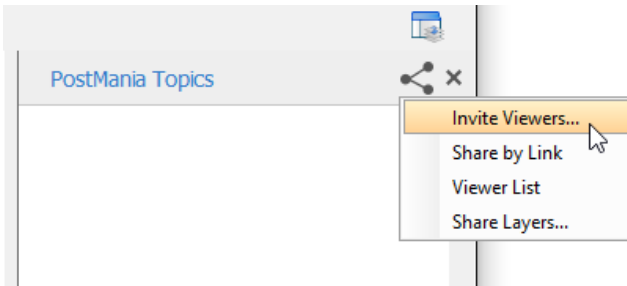 PostMania Topics
Invite Viewers...
Share by Link
Viewer List
Share Layers...